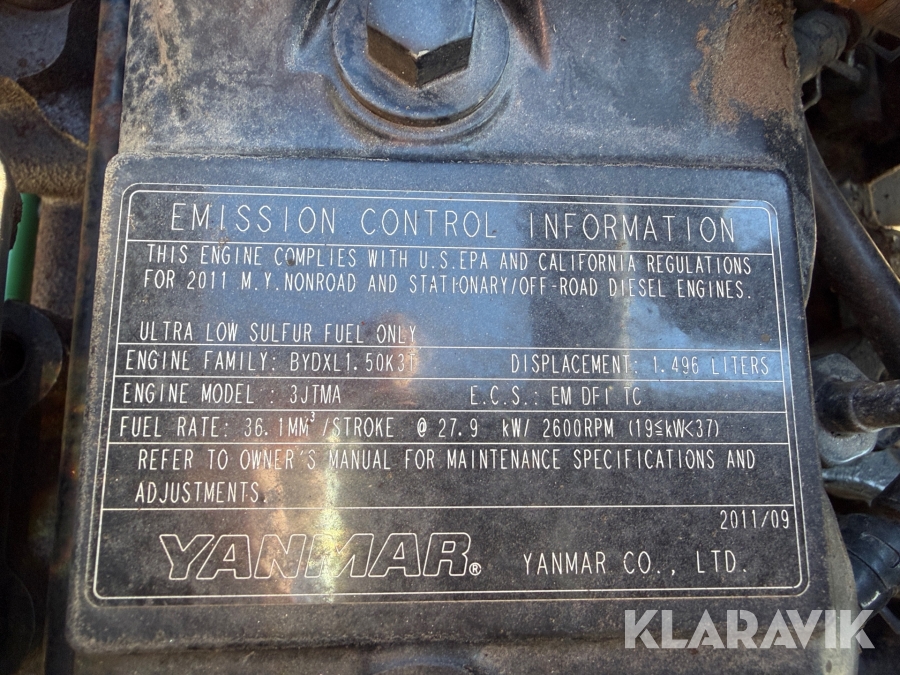 EMISSION CONTROL INFORMATION
THIS ENGINE COMPLIES WITH U.S.EPA AND CALIFORNIA REGULATIONS
FOR 2011 M.Y.NONROAD AND STATIONARY/OFF-ROAD DIESEL ENGINES.
ULTRA LOW SULFUR FUEL ONLY
ENGINE FAMILY: BYDXL1.50K3T DISPLACEMENT: 1.496 LITERS
ENGINE MODEL : 3JTMA E.C.S.: EM DFI TC
FUEL RATE: 36.1MM³/STROKE @ 27.9 kW/ 2600RPM (19≤kW<37)
REFER TO OWNER'S MANUAL FOR MAINTENANCE SPECIFICATIONS AND
ADJUSTMENTS.
2011/09
YANMAR® YANMAR CO., LTD.
KLARAVIK